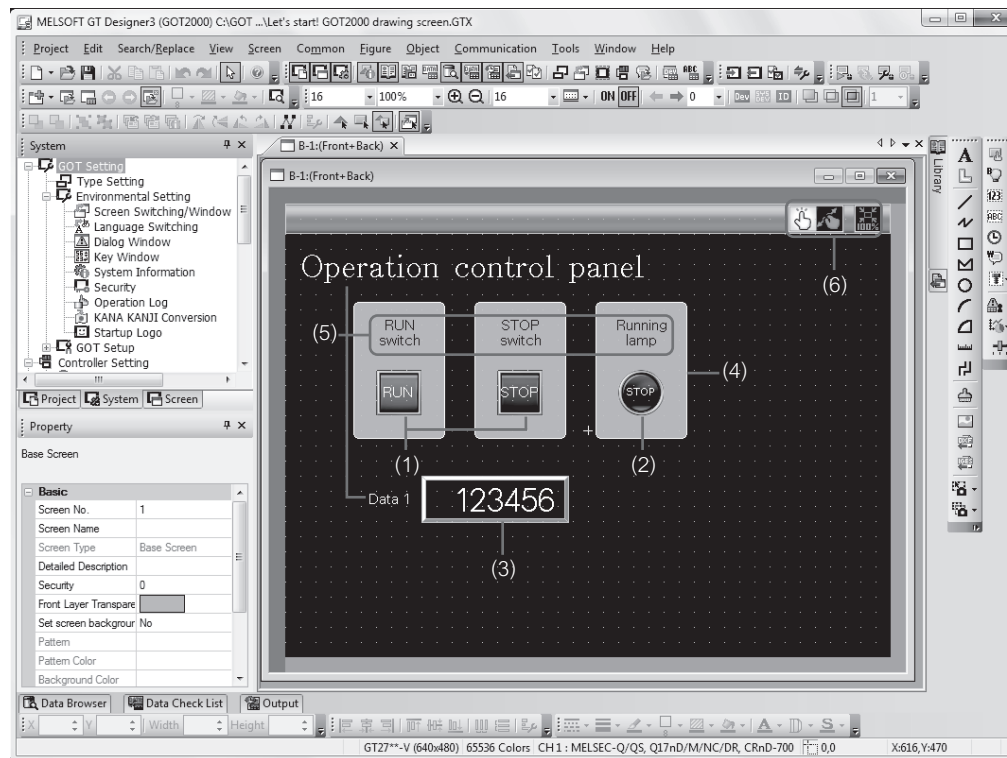 MELSOFT GT Designer3 (GOT2000) C:\GOT ...\Let's start! GOT2000 drawing screen.GTX
Project Edit Search/Replace View Screen Common Figure Object Communication Tools Window Help
16 100% 16 ON OFF 0 Dev ID 1
System
B-1:(Front+Back)
Library
GOT Setting
Type Setting
Environmental Setting
Screen Switching/Window
Language Switching
Dialog Window
Key Window
System Information
Security
Operation Log
KANA KANJI Conversion
Startup Logo
GOT Setup
Controller Setting
Project System Screen
Property
Base Screen
Basic
Screen No. 1
Screen Name
Screen Type Base Screen
Detailed Description
Security 0
Front Layer Transpare
Set screen backgrour No
Pattern
Pattern Color
Background Color
B-1:(Front+Back)
100%
(6)
Operation control panel
(5)
RUN switch
STOP switch
Running lamp
(4)
RUN
STOP
STOP
(1)
(2)
Data 1
123456
(3)
Data Browser Data Check List Output
X Y Width Height
GT27**-V (640x480) 65536 Colors CH 1 : MELSEC-Q/QS, Q17nD/M/NC/DR, CRnD-700 0,0 X:616,Y:470